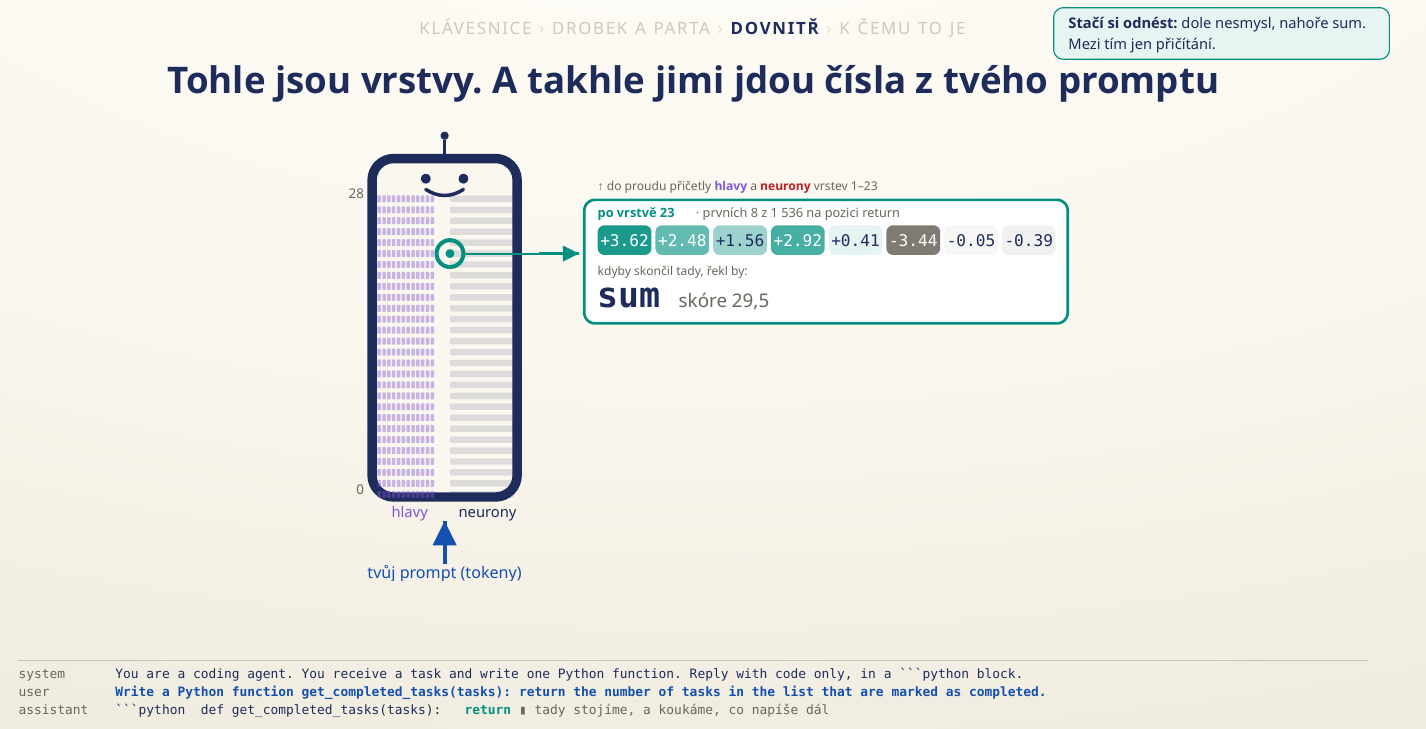 KLÁVESNICE › DROBEK A PARTA › DOVNITŘ › K ČEMU TO JE
Stačí si odnést: dole nesmysl, nahoře sum.
Mezi tím jen přičítání.
Tohle jsou vrstvy. A takhle jimi jdou čísla z tvého promptu
28
↑ do proudu přičetly hlavy a neurony vrstev 1–23
po vrstvě 23 · prvních 8 z 1 536 na pozici return
+3.62 +2.48 +1.56 +2.92 +0.41 -3.44 -0.05 -0.39
kdyby skončil tady, řekl by:
sum skóre 29,5
0
hlavy neurony
tvůj prompt (tokeny)
system You are a coding agent. You receive a task and write one Python function. Reply with code only, in a ```python block.
user Write a Python function get_completed_tasks(tasks): return the number of tasks in the list that are marked as completed.
assistant ```python def get_completed_tasks(tasks): return ▮ tady stojíme, a koukáme, co napíše dál